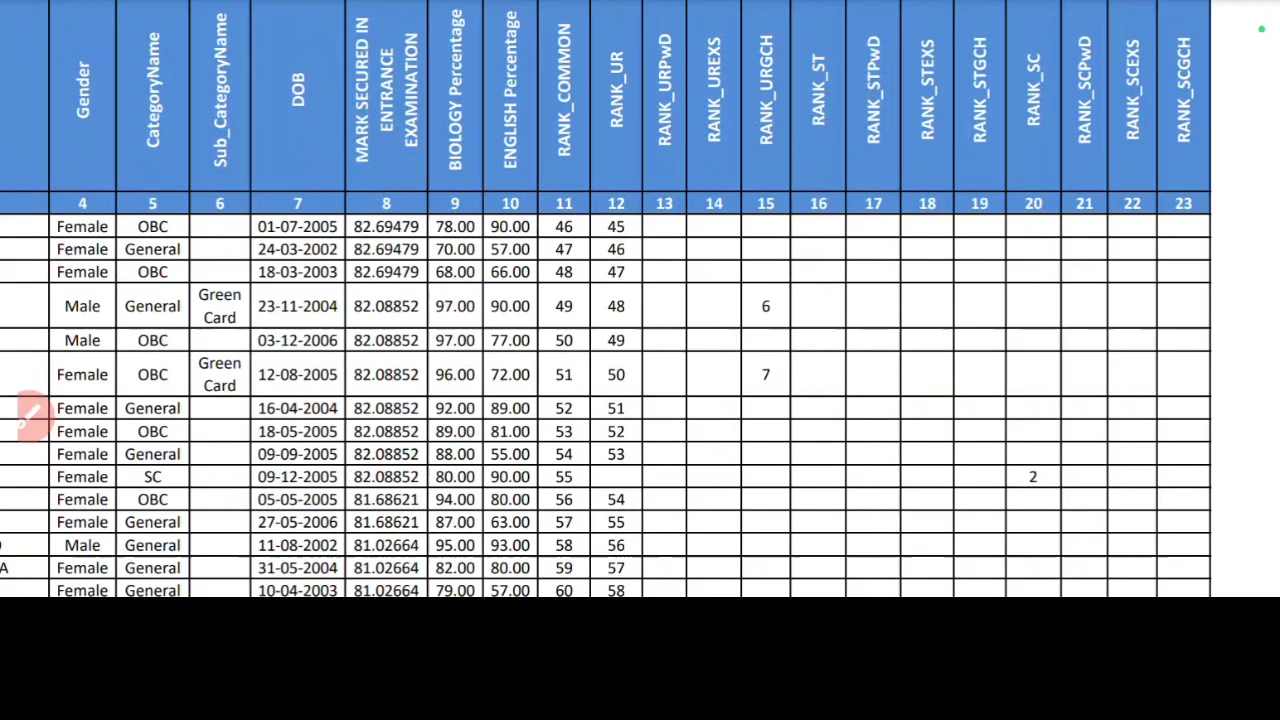 Gender CategoryName Sub_CategoryName DOB MARK SECURED IN ENTRANCE EXAMINATION BIOLOGY Percentage ENGLISH Percentage RANK_COMMON RANK_UR RANK_URPwD RANK_UREXS RANK_URGCH RANK_ST RANK_STPwD RANK_STEXS RANK_STGCH RANK_SC RANK_SCPwD RANK_SCEXS RANK_SCGCH
4 5 6 7 8 9 10 11 12 13 14 15 16 17 18 19 20 21 22 23
Female OBC 01-07-2005 82.69479 78.00 90.00 46 45
Female General 24-03-2002 82.69479 70.00 57.00 47 46
Female OBC 18-03-2003 82.69479 68.00 66.00 48 47
Male General Green Card 23-11-2004 82.08852 97.00 90.00 49 48 6
Male OBC 03-12-2006 82.08852 97.00 77.00 50 49
Female OBC Green Card 12-08-2005 82.08852 96.00 72.00 51 50 7
Female General 16-04-2004 82.08852 92.00 89.00 52 51
Female OBC 18-05-2005 82.08852 89.00 81.00 53 52
Female General 09-09-2005 82.08852 88.00 55.00 54 53
Female SC 09-12-2005 82.08852 80.00 90.00 55 2
Female OBC 05-05-2005 81.68621 94.00 80.00 56 54
Female General 27-05-2006 81.68621 87.00 63.00 57 55
Male General 11-08-2002 81.02664 95.00 93.00 58 56
A Female General 31-05-2004 81.02664 82.00 80.00 59 57
Female General 10-04-2003 81.02664 79.00 57.00 60 58